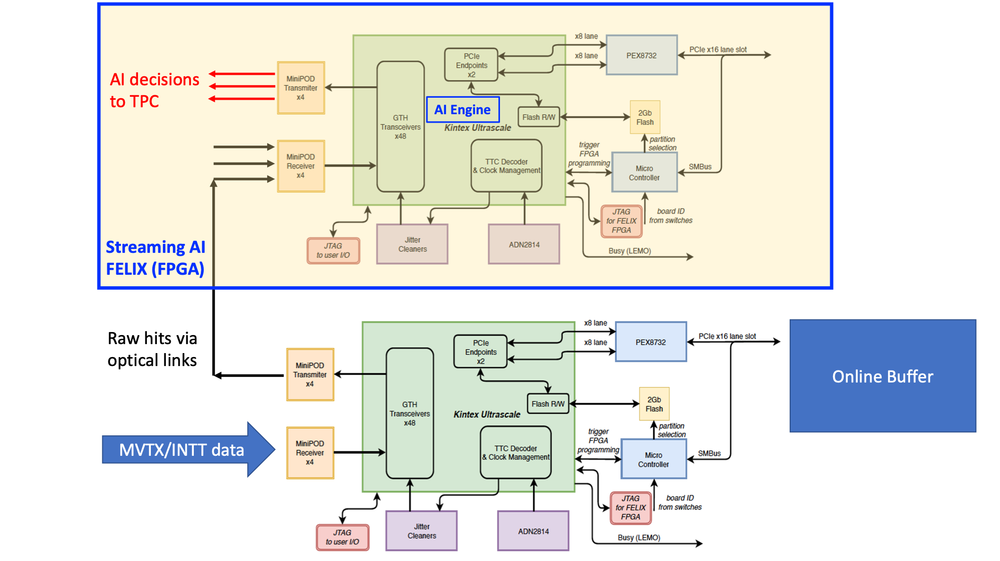 x8 lane
x8 lane
PCIe
Endpoints
x2
PEX8732
PCIe x16 lane slot
AI decisions
to TPC
MiniPOD
Transmiter
x4
GTH
Transceivers
x48
AI Engine
Kintex Ultrascale
Flash R/W
2Gb
Flash
partition
selection
trigger
FPGA
programming
MiniPOD
Receiver
x4
TTC Decoder
& Clock Management
Micro
Controller
SMBus
JTAG
for FELIX
FPGA
board ID
from switches
Streaming AI
FELIX (FPGA)
JTAG
to user I/O
Jitter
Cleaners
ADN2814
Busy (LEMO)
Raw hits via
optical links
x8 lane
x8 lane
PCIe
Endpoints
x2
PEX8732
PCIe x16 lane slot
Online Buffer
MiniPOD
Transmiter
x4
GTH
Transceivers
x48
Kintex Ultrascale
Flash R/W
2Gb
Flash
partition
selection
trigger
FPGA
programming
MVTX/INTT data
MiniPOD
Receiver
x4
TTC Decoder
& Clock Management
Micro
Controller
SMBus
JTAG
for FELIX
FPGA
board ID
from switches
JTAG
to user I/O
Jitter
Cleaners
ADN2814
Busy (LEMO)